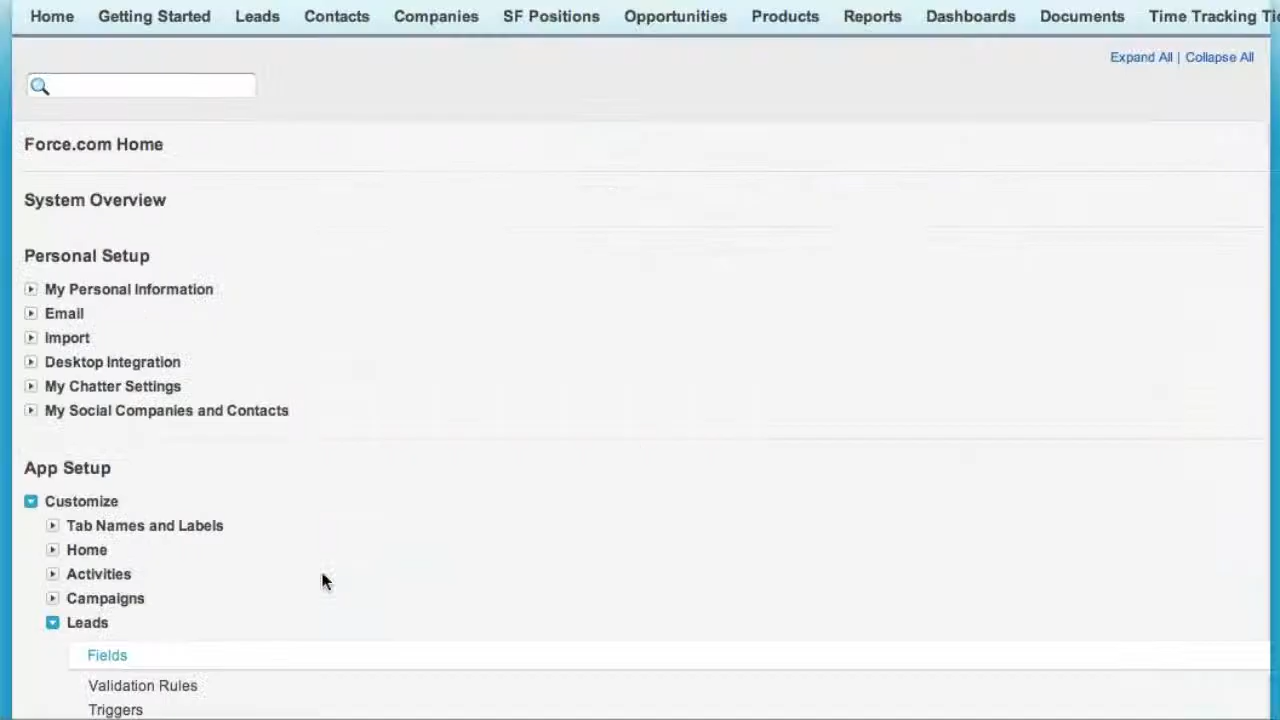 Home Getting Started Leads Contacts Companies SF Positions Opportunities Products Reports Dashboards Documents Time Tracking
Expand All | Collapse All
Force.com Home
System Overview
Personal Setup
My Personal Information
Email
Import
Desktop Integration
My Chatter Settings
My Social Companies and Contacts
App Setup
Customize
Tab Names and Labels
Home
Activities
Campaigns
Leads
Fields
Validation Rules
Triggers